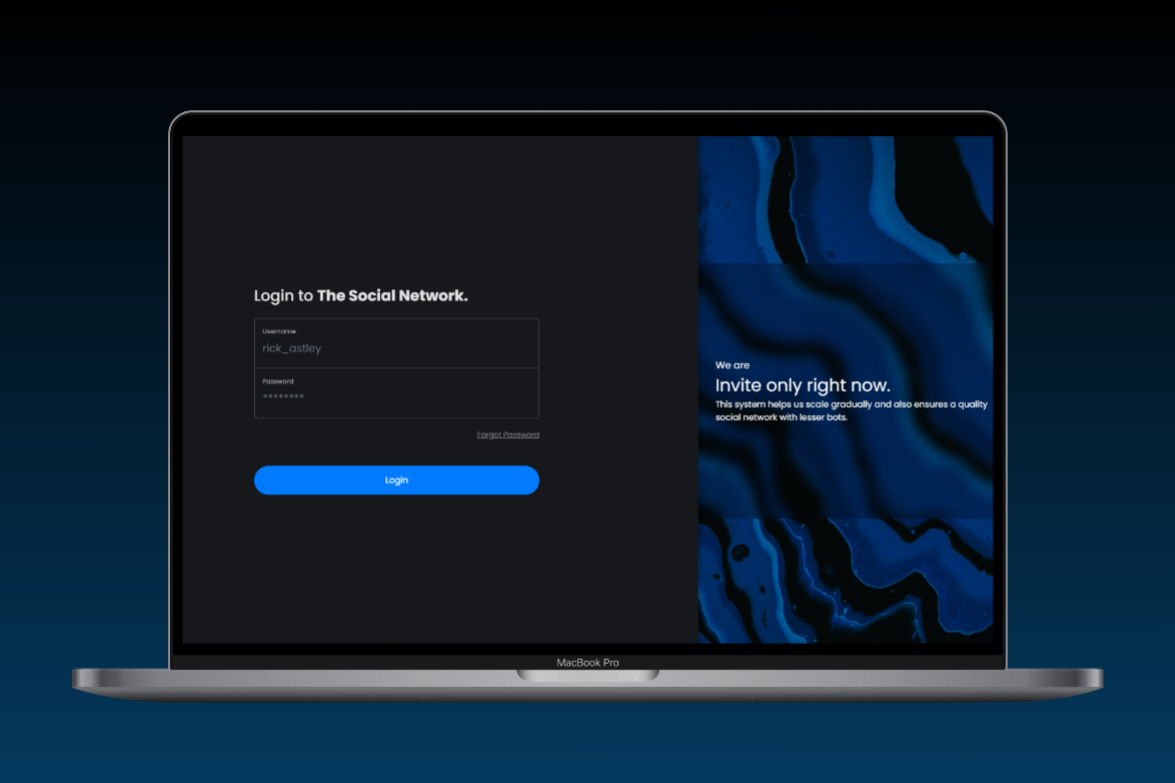 Login to The Social Network.
Username
rick_astley
Password
********
Forgot Password
Login
We are
Invite only right now.
This system helps us scale gradually and also ensures a quality
social network with lesser bots.
MacBook Pro